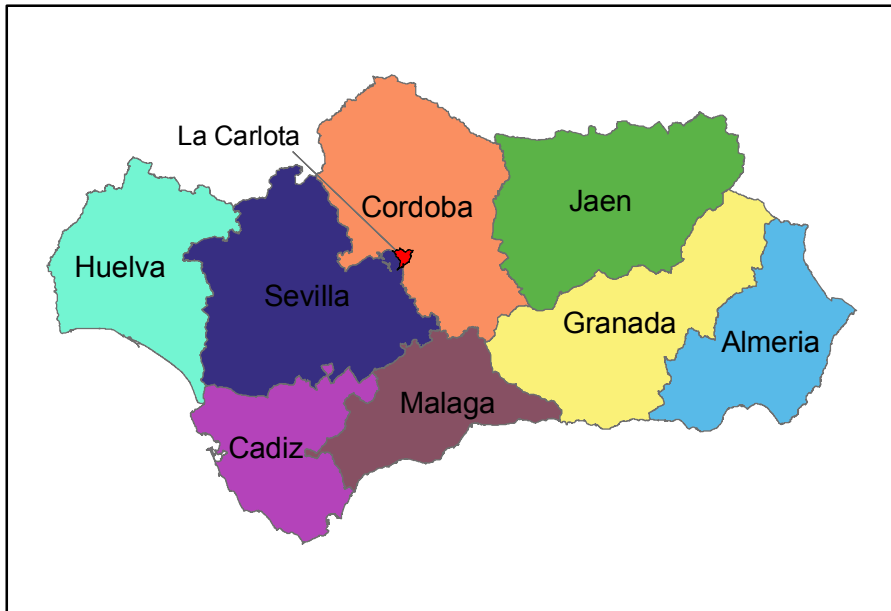 La Carlota
Cordoba
Jaen
Huelva
Sevilla
Granada
Almeria
Malaga
Cadiz